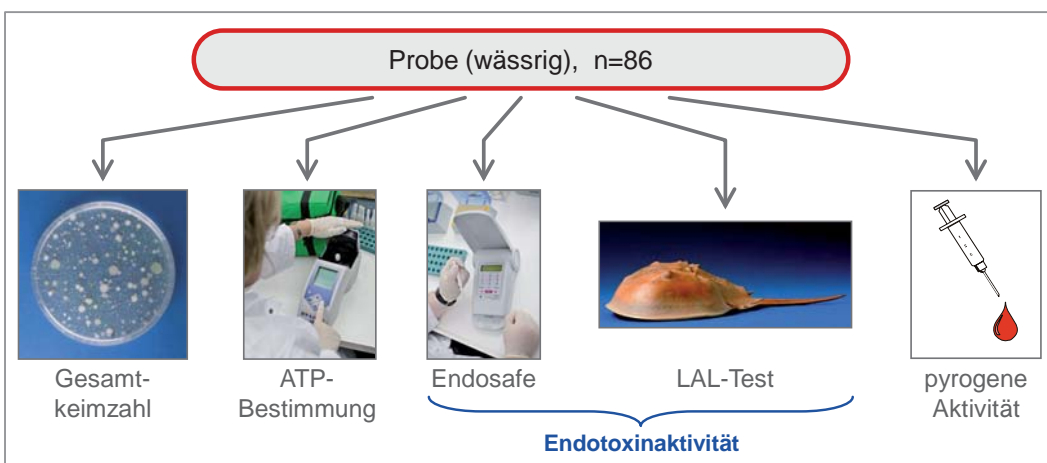 Probe (wässrig), n=86
Gesamt-
keimzahl
ATP-
Bestimmung
Endosafe
LAL-Test
pyrogene
Aktivität
Endotoxinaktivität